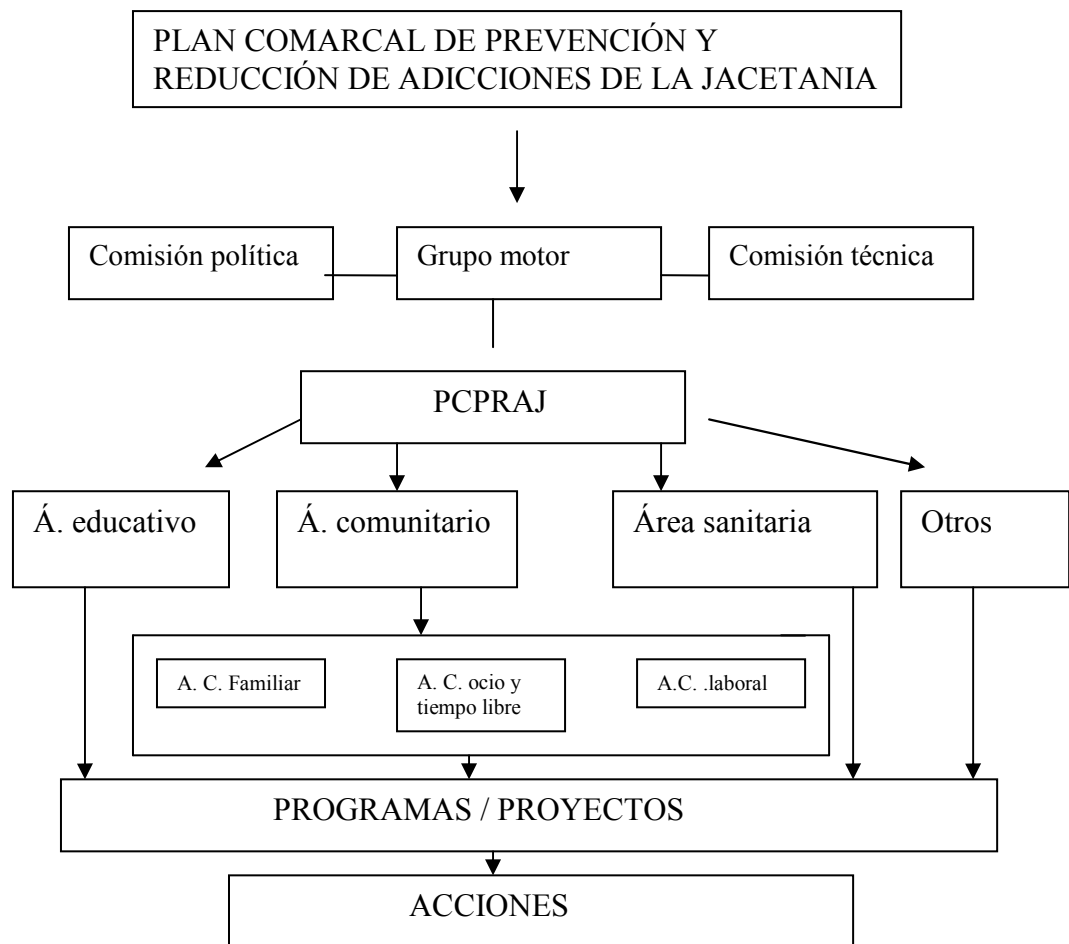 PLAN COMARCAL DE PREVENCIÓN Y
REDUCCIÓN DE ADICCIONES DE LA JACETANIA
Comisión política
Grupo motor
Comisión técnica
PCPRAJ
Á. educativo
Á. comunitario
Área sanitaria
Otros
A. C. Familiar
A. C. ocio y
tiempo libre
A.C. .laboral
PROGRAMAS / PROYECTOS
ACCIONES